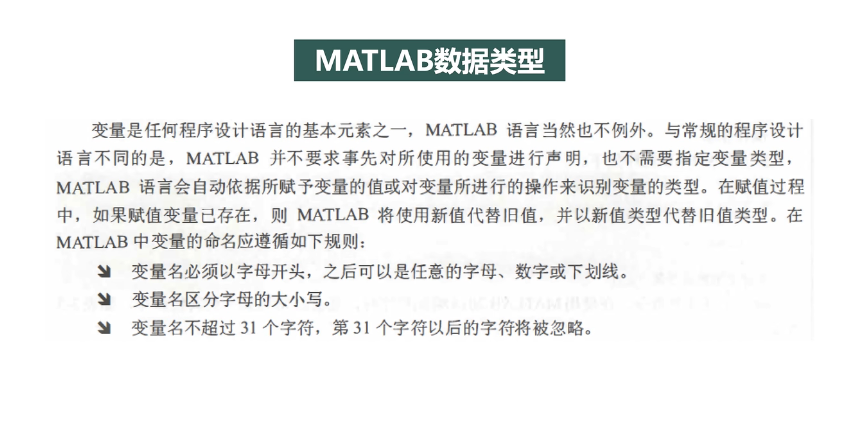 MATLAB数据类型
变量是任何程序设计语言的基本元素之一，MATLAB 语言当然也不例外。与常规的程序设计
语言不同的是，MATLAB 并不要求事先对所使用的变量进行声明，也不需要指定变量类型，
MATLAB 语言会自动依据所赋予变量的值或对变量所进行的操作来识别变量的类型。在赋值过程
中，如果赋值变量已存在，则 MATLAB 将使用新值代替旧值，并以新值类型代替旧值类型。在
MATLAB 中变量的命名应遵循如下规则：
变量名必须以字母开头，之后可以是任意的字母、数字或下划线。
变量名区分字母的大小写。
变量名不超过 31 个字符，第 31 个字符以后的字符将被忽略。